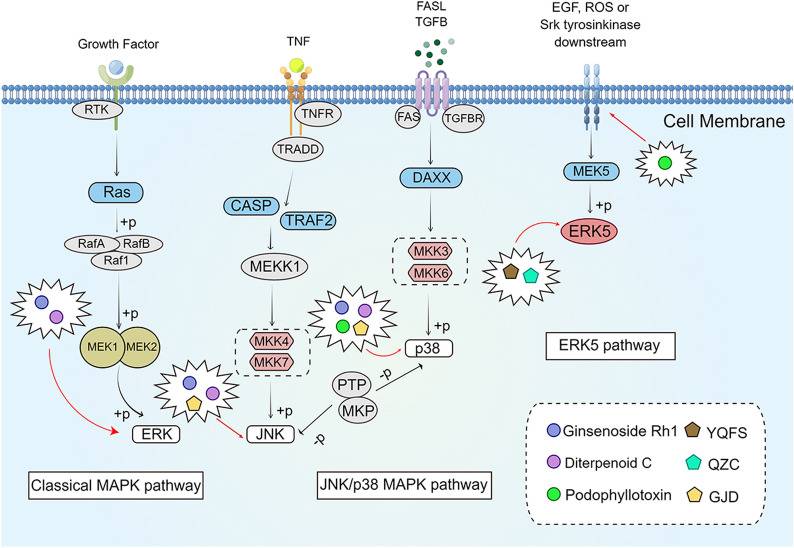 Growth Factor
TNF
FASL
TGFB
EGF, ROS or
Srk tyrosinkinase
downstream
RTK
TNFR
TRADD
FAS
TGFBR
Cell Membrane
Ras
CASP
TRAF2
DAXX
MEK5
+p
+p
ERK5
RafA
RafB
Raf1
MEKK1
MKK3
MKK6
+p
+p
MEK1
MEK2
MKK4
MKK7
p38
ERK5 pathway
-p
PTP
MKP
+p
+p
-p
ERK
JNK
Classical MAPK pathway
JNK/p38 MAPK pathway
Ginsenoside Rh1
YQFS
Diterpenoid C
QZC
Podophyllotoxin
GJD